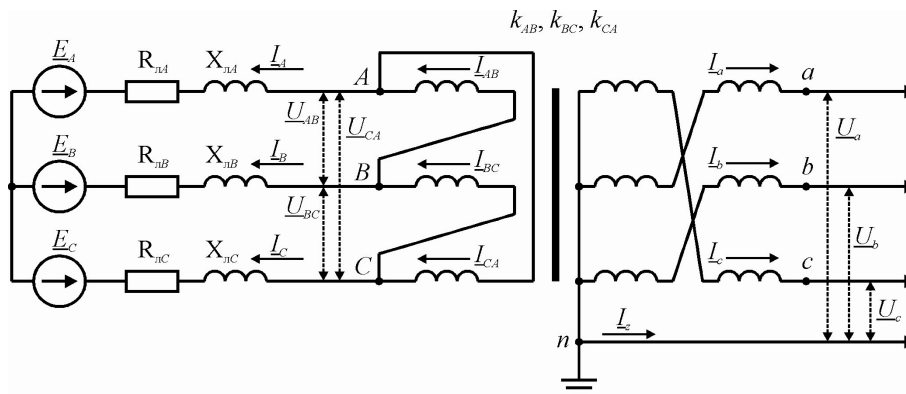 k_AB, k_BC, k_CA
E_A R_лA X_лA I_A A I_AB I_a a
U_AB U_CA U_a
E_B R_лB X_лB I_B B I_BC I_b b
U_BC U_b
E_C R_лC X_лC I_C C I_CA I_c c
U_c
n I_z